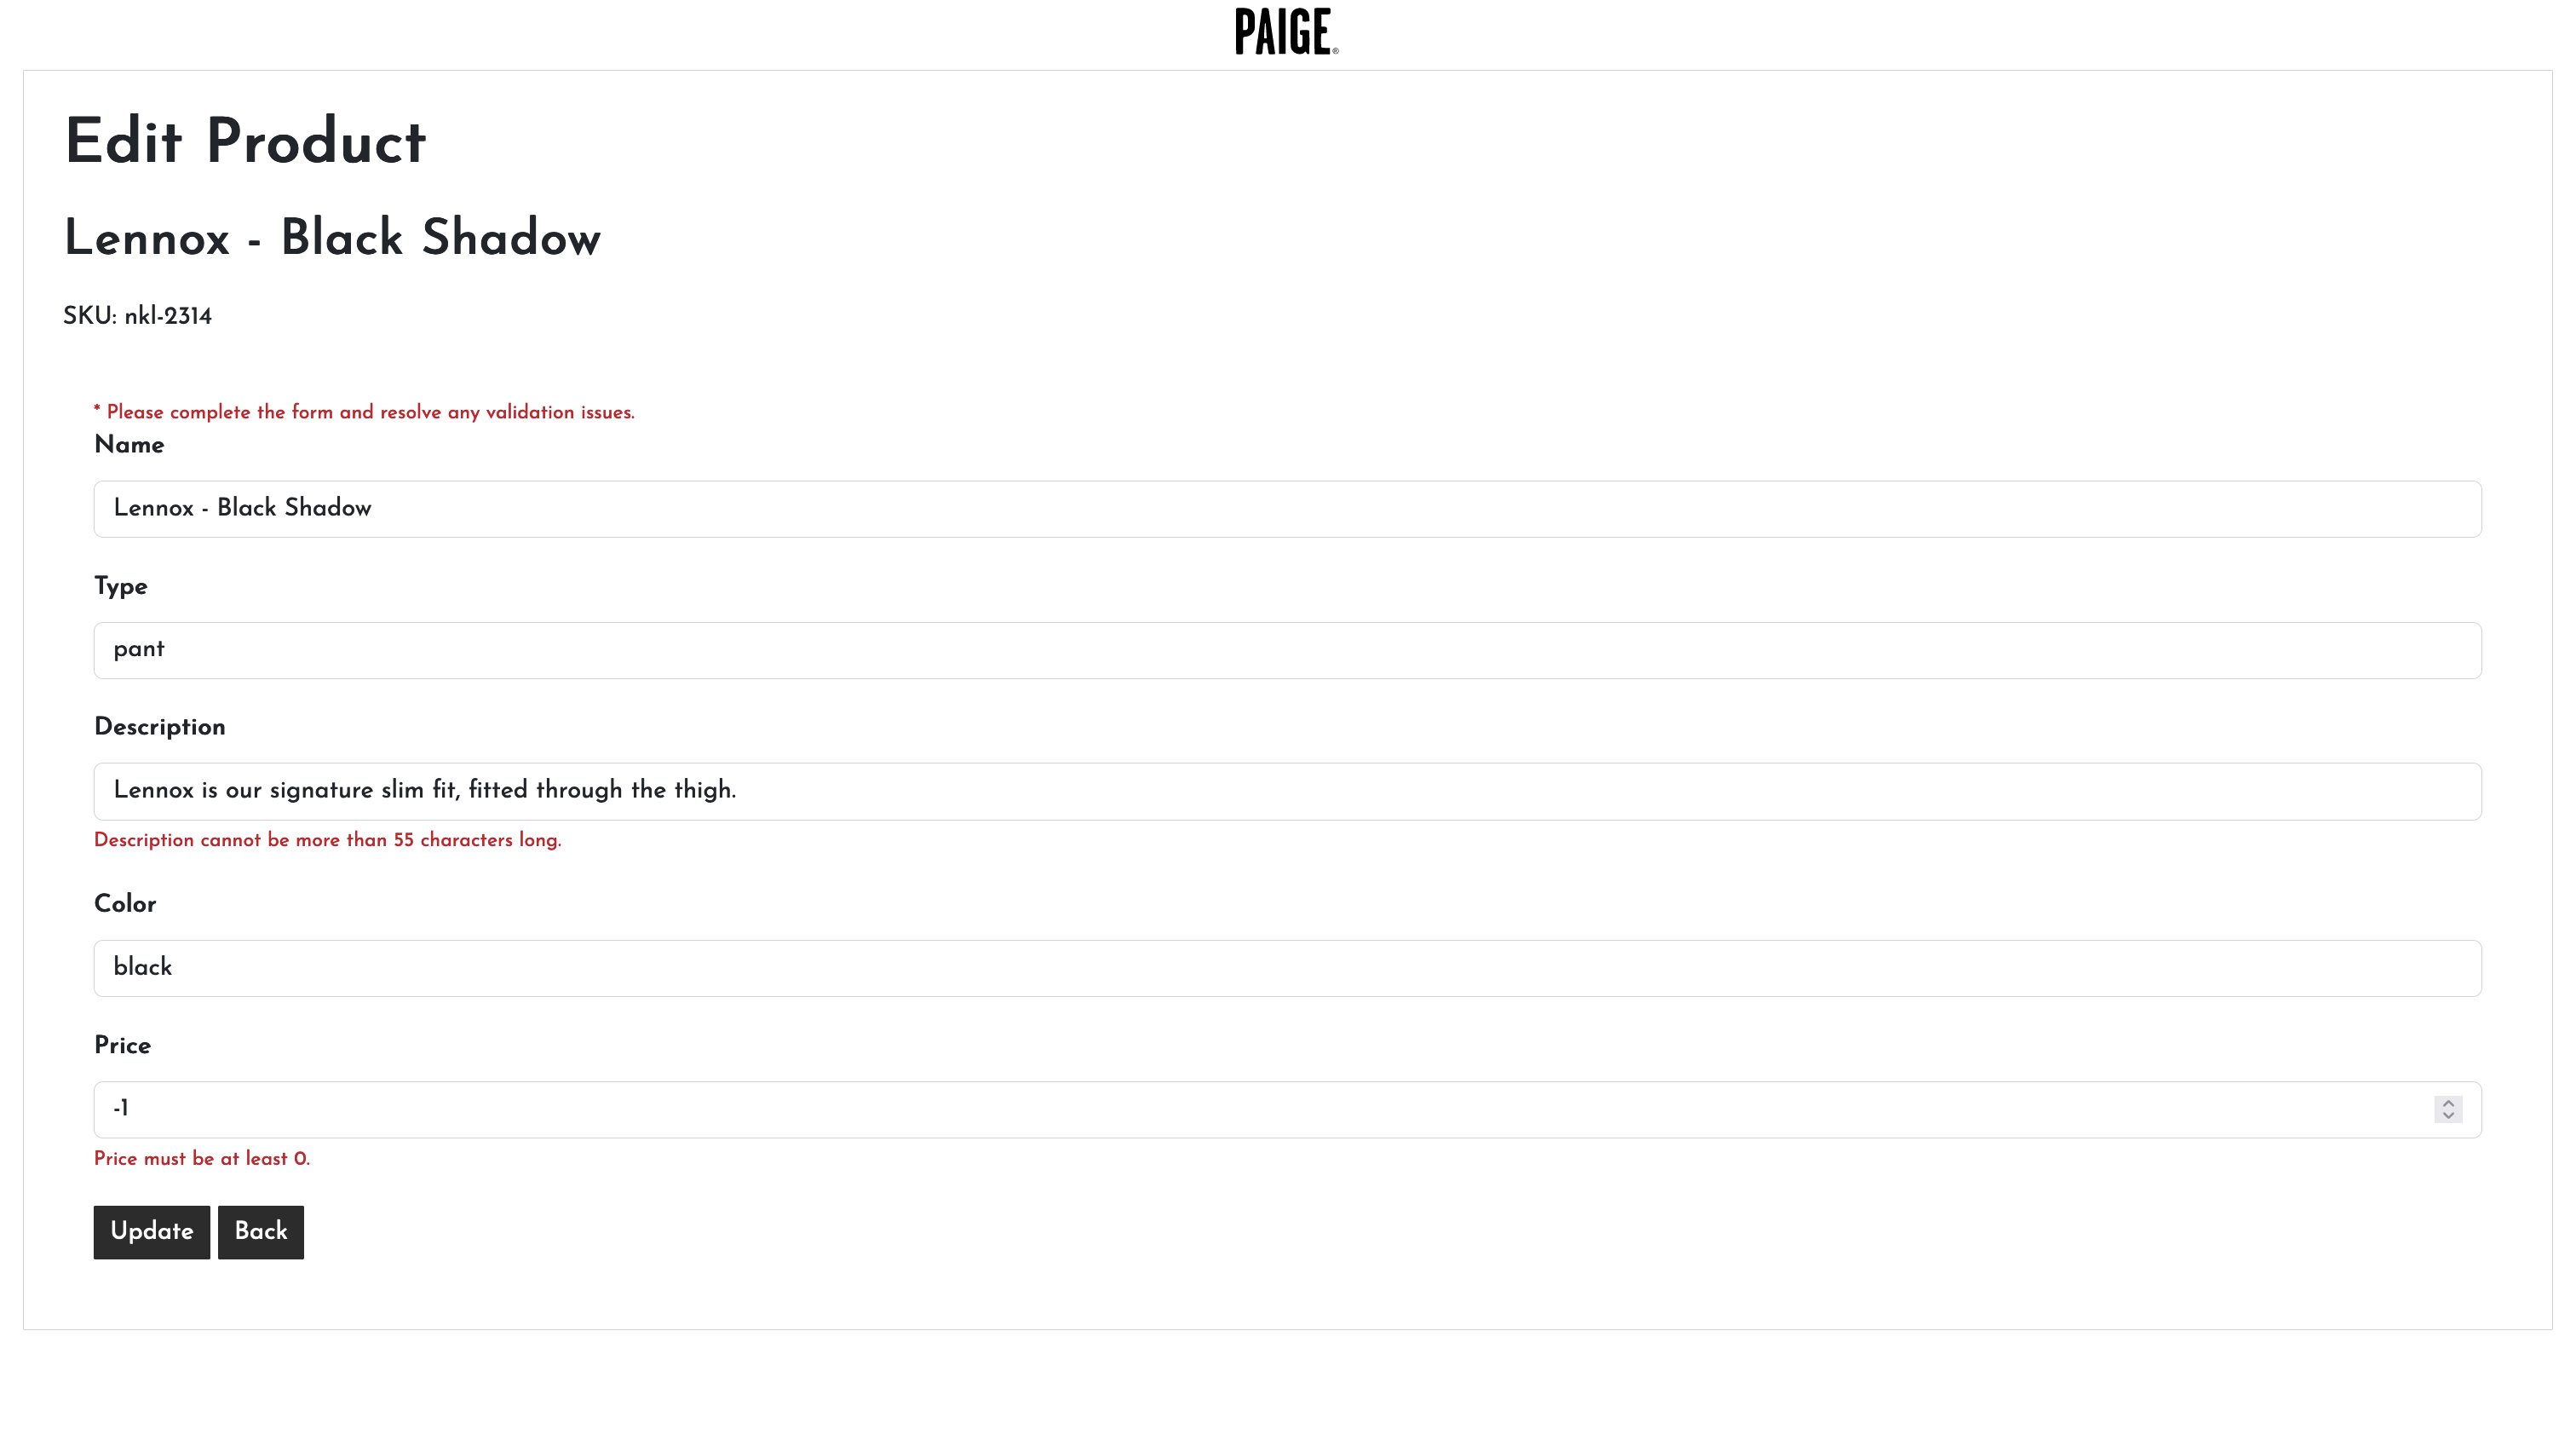 PAIGE®
Edit Product
Lennox - Black Shadow
SKU: nkl-2314
* Please complete the form and resolve any validation issues.
Name
Lennox - Black Shadow
Type
pant
Description
Lennox is our signature slim fit, fitted through the thigh.
Description cannot be more than 55 characters long.
Color
black
Price
-1
Price must be at least 0.
Update Back